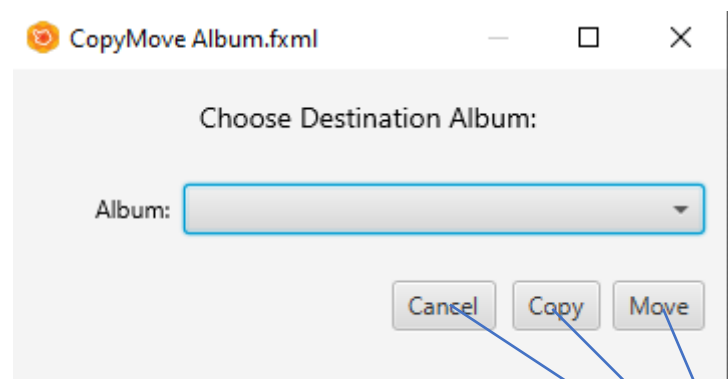 CopyMove Album.fxml
Choose Destination Album:
Album:
Cancel Copy Move